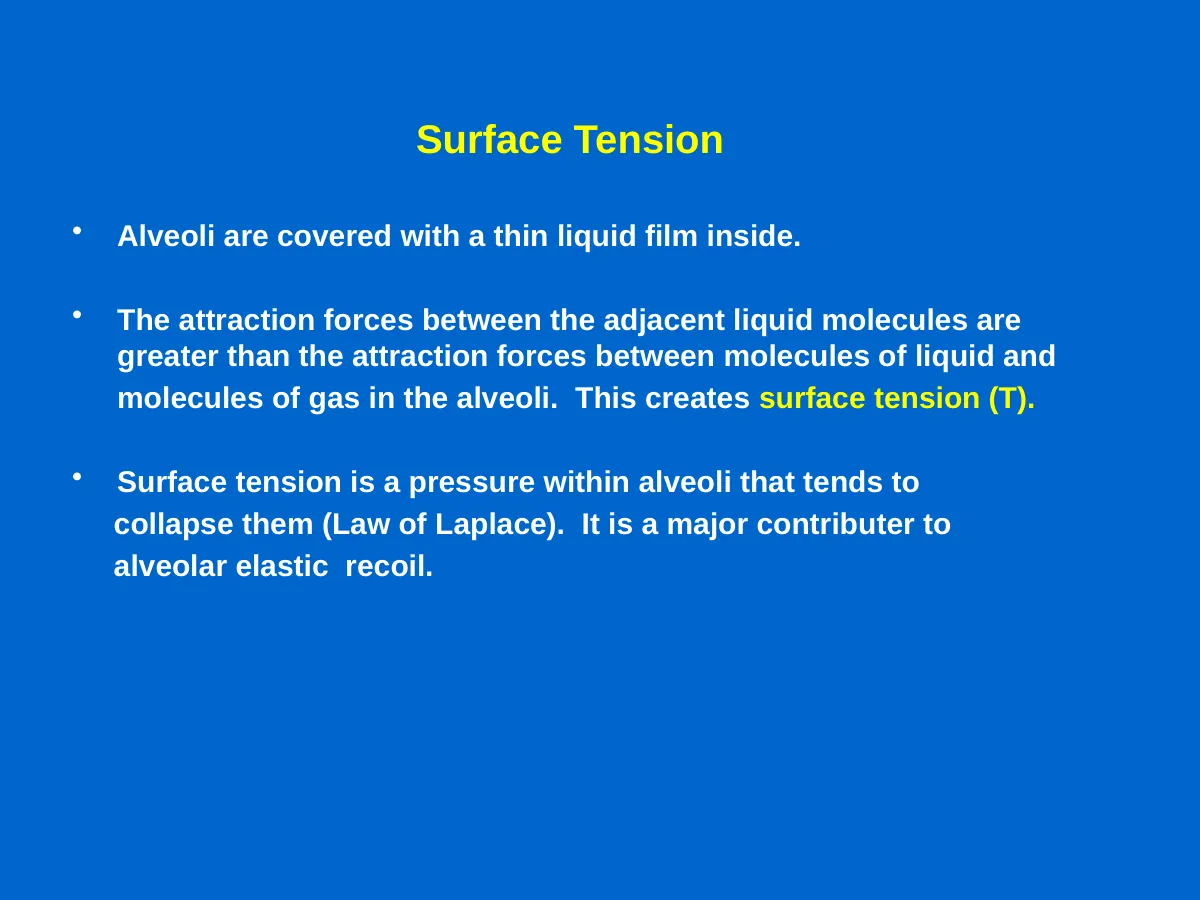 Surface Tension
• Alveoli are covered with a thin liquid film inside.
• The attraction forces between the adjacent liquid molecules are
greater than the attraction forces between molecules of liquid and
molecules of gas in the alveoli.  This creates surface tension (T).
• Surface tension is a pressure within alveoli that tends to
collapse them (Law of Laplace).  It is a major contributer to
alveolar elastic  recoil.